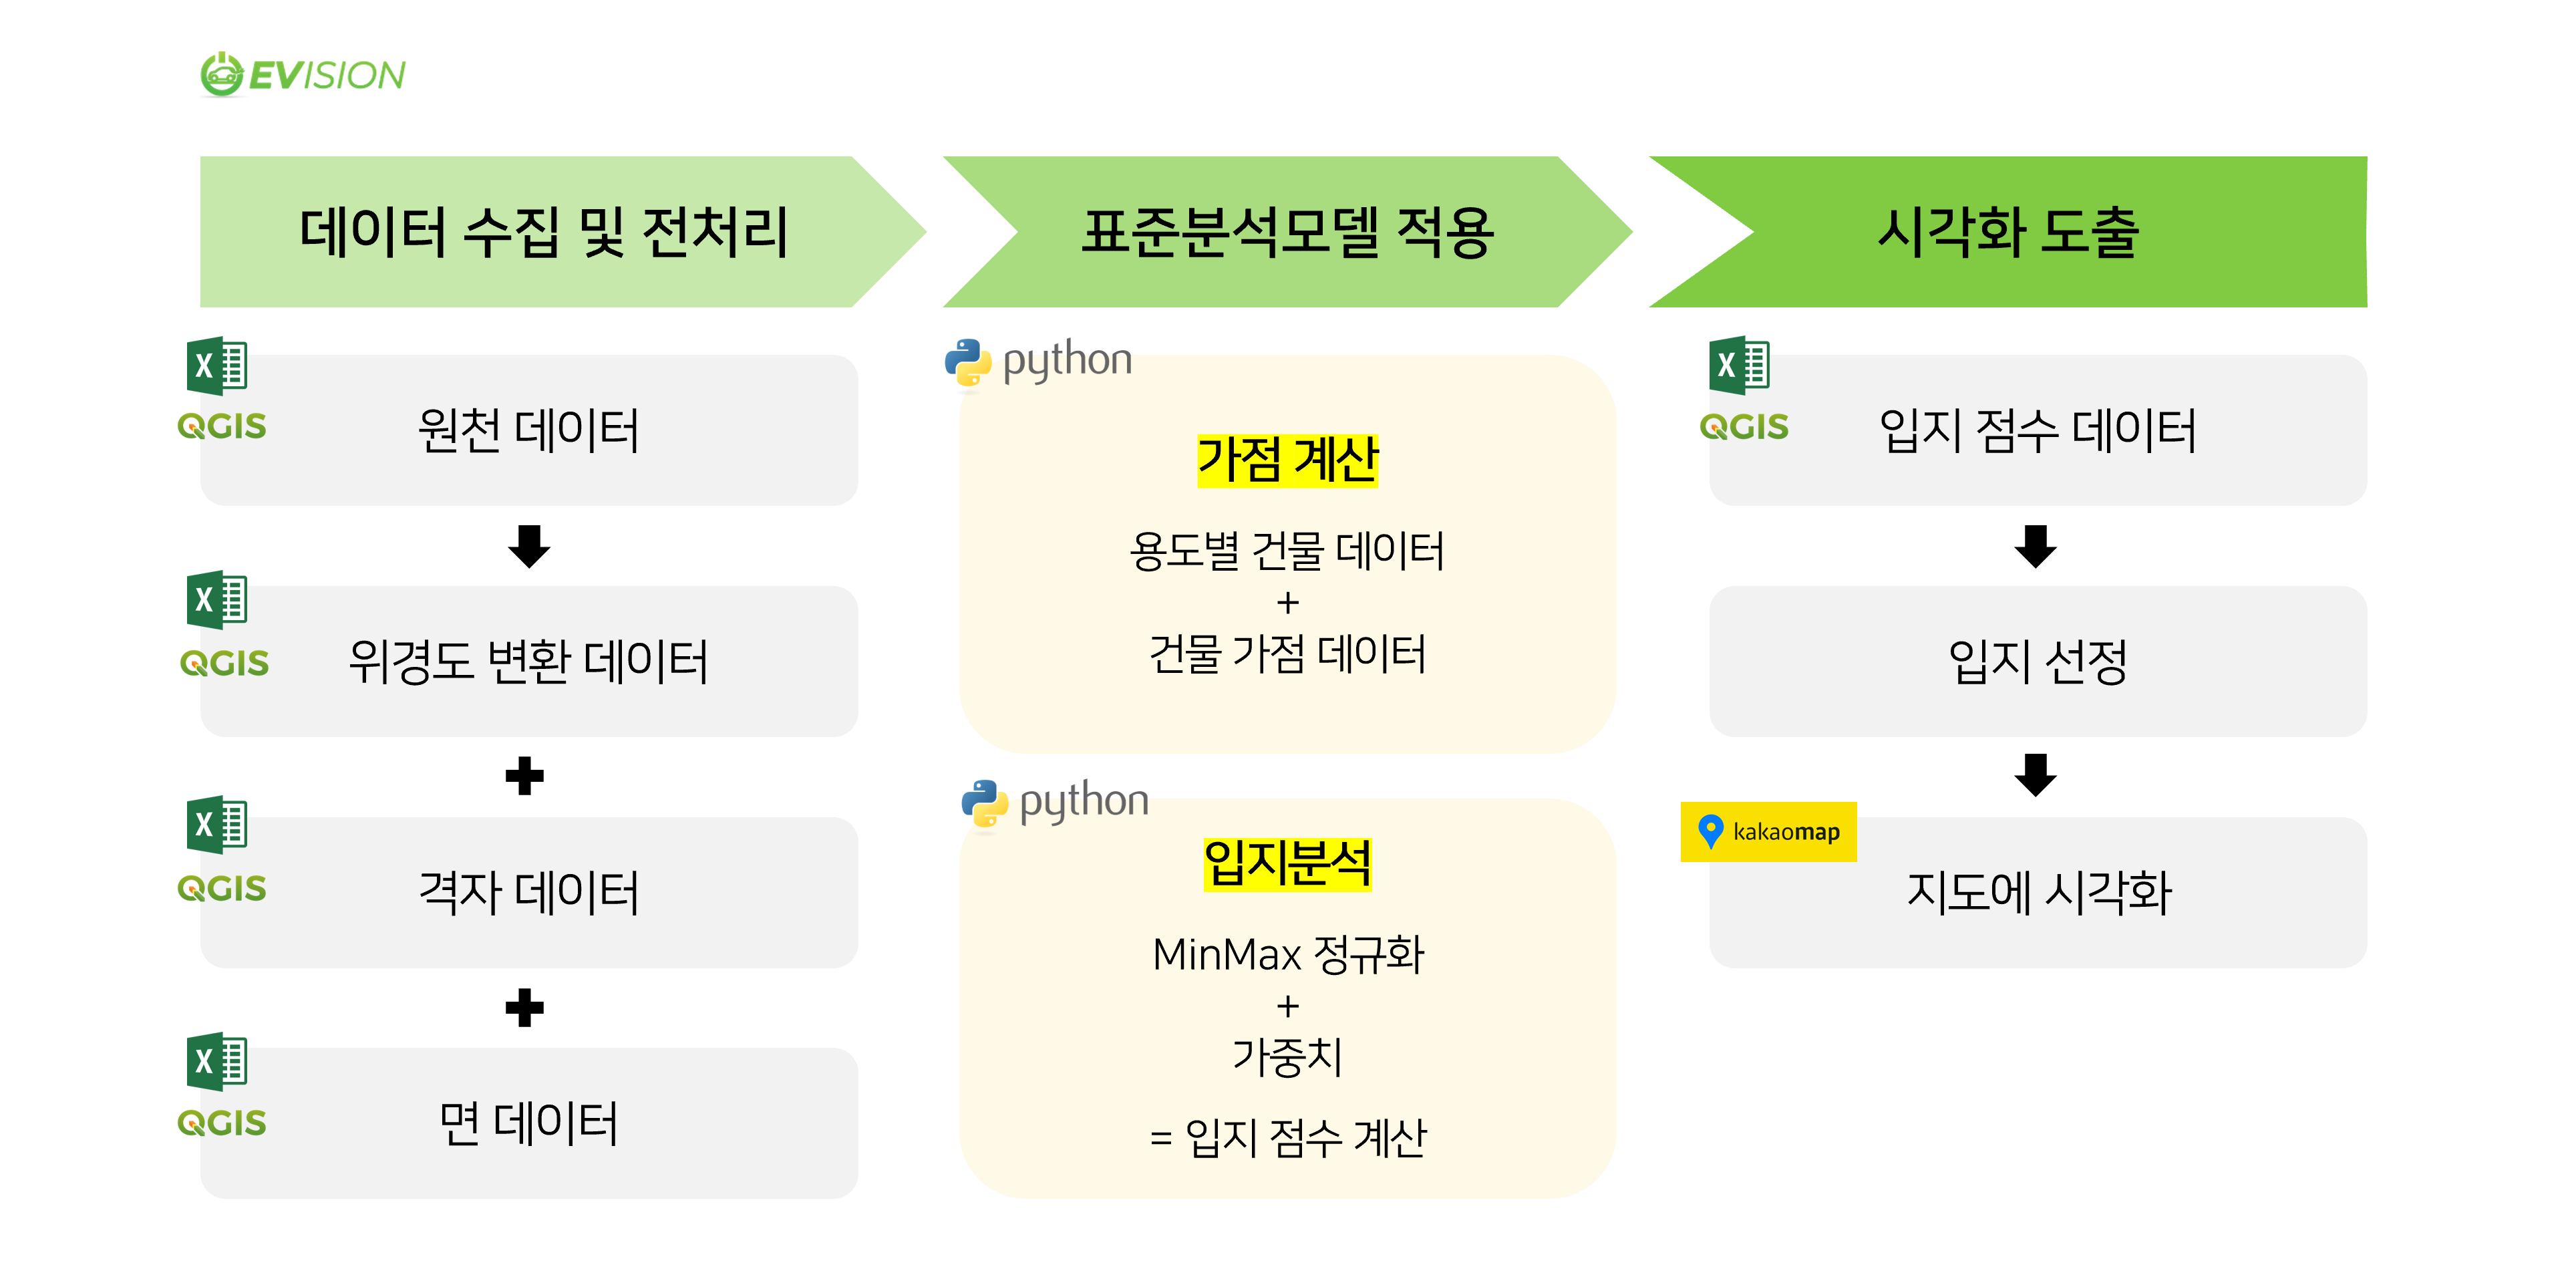 EVISION
데이터 수집 및 전처리
표준분석모델 적용
시각화 도출
X
QGIS
원천 데이터
X
QGIS
위경도 변환 데이터
X
QGIS
격자 데이터
X
QGIS
면 데이터
python
가점 계산
용도별 건물 데이터
+
건물 가점 데이터
python
입지분석
MinMax 정규화
+
가중치
= 입지 점수 계산
X
QGIS
입지 점수 데이터
입지 선정
kakaomap
지도에 시각화